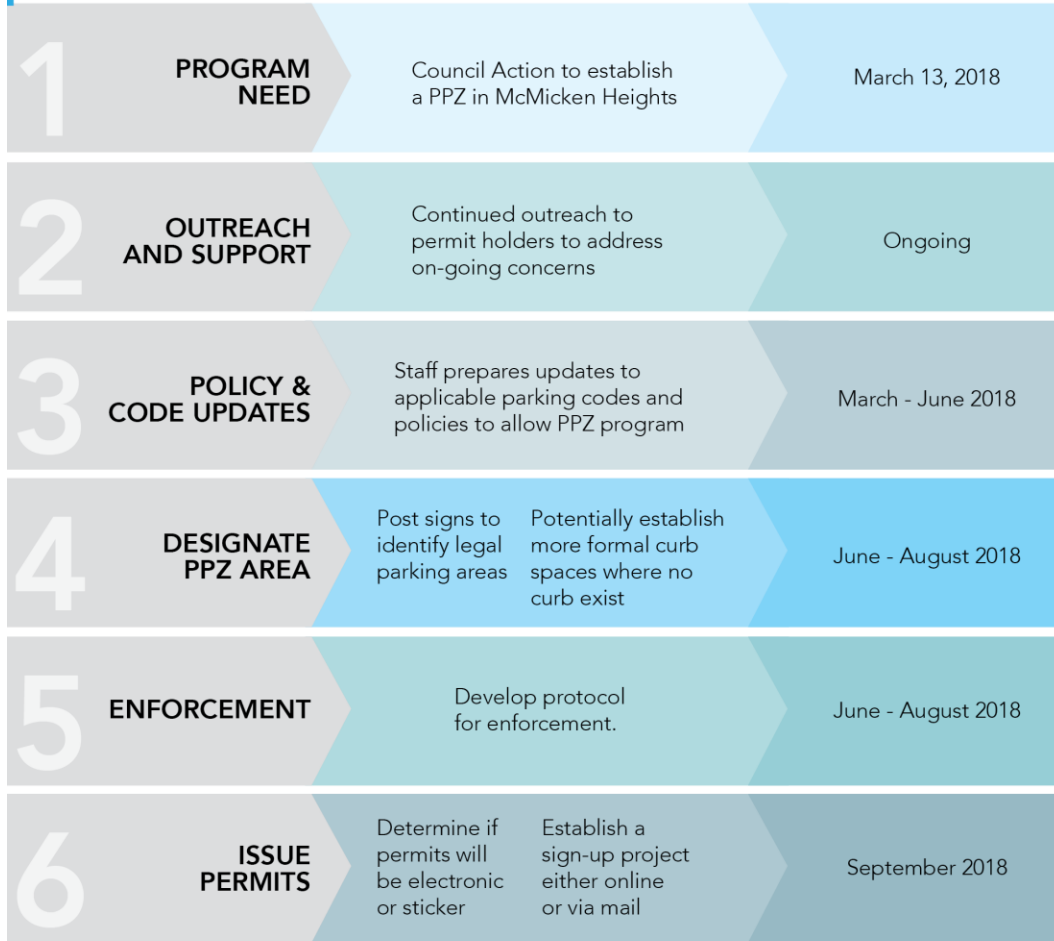 1
PROGRAM
NEED
Council Action to establish
a PPZ in McMicken Heights
March 13, 2018
2
OUTREACH
AND SUPPORT
Continued outreach to
permit holders to address
on-going concerns
Ongoing
3
POLICY &
CODE UPDATES
Staff prepares updates to
applicable parking codes and
policies to allow PPZ program
March - June 2018
4
DESIGNATE
PPZ AREA
Post signs to
identify legal
parking areas
Potentially establish
more formal curb
spaces where no
curb exist
June - August 2018
5
ENFORCEMENT
Develop protocol
for enforcement.
June - August 2018
6
ISSUE
PERMITS
Determine if
permits will
be electronic
or sticker
Establish a
sign-up project
either online
or via mail
September 2018